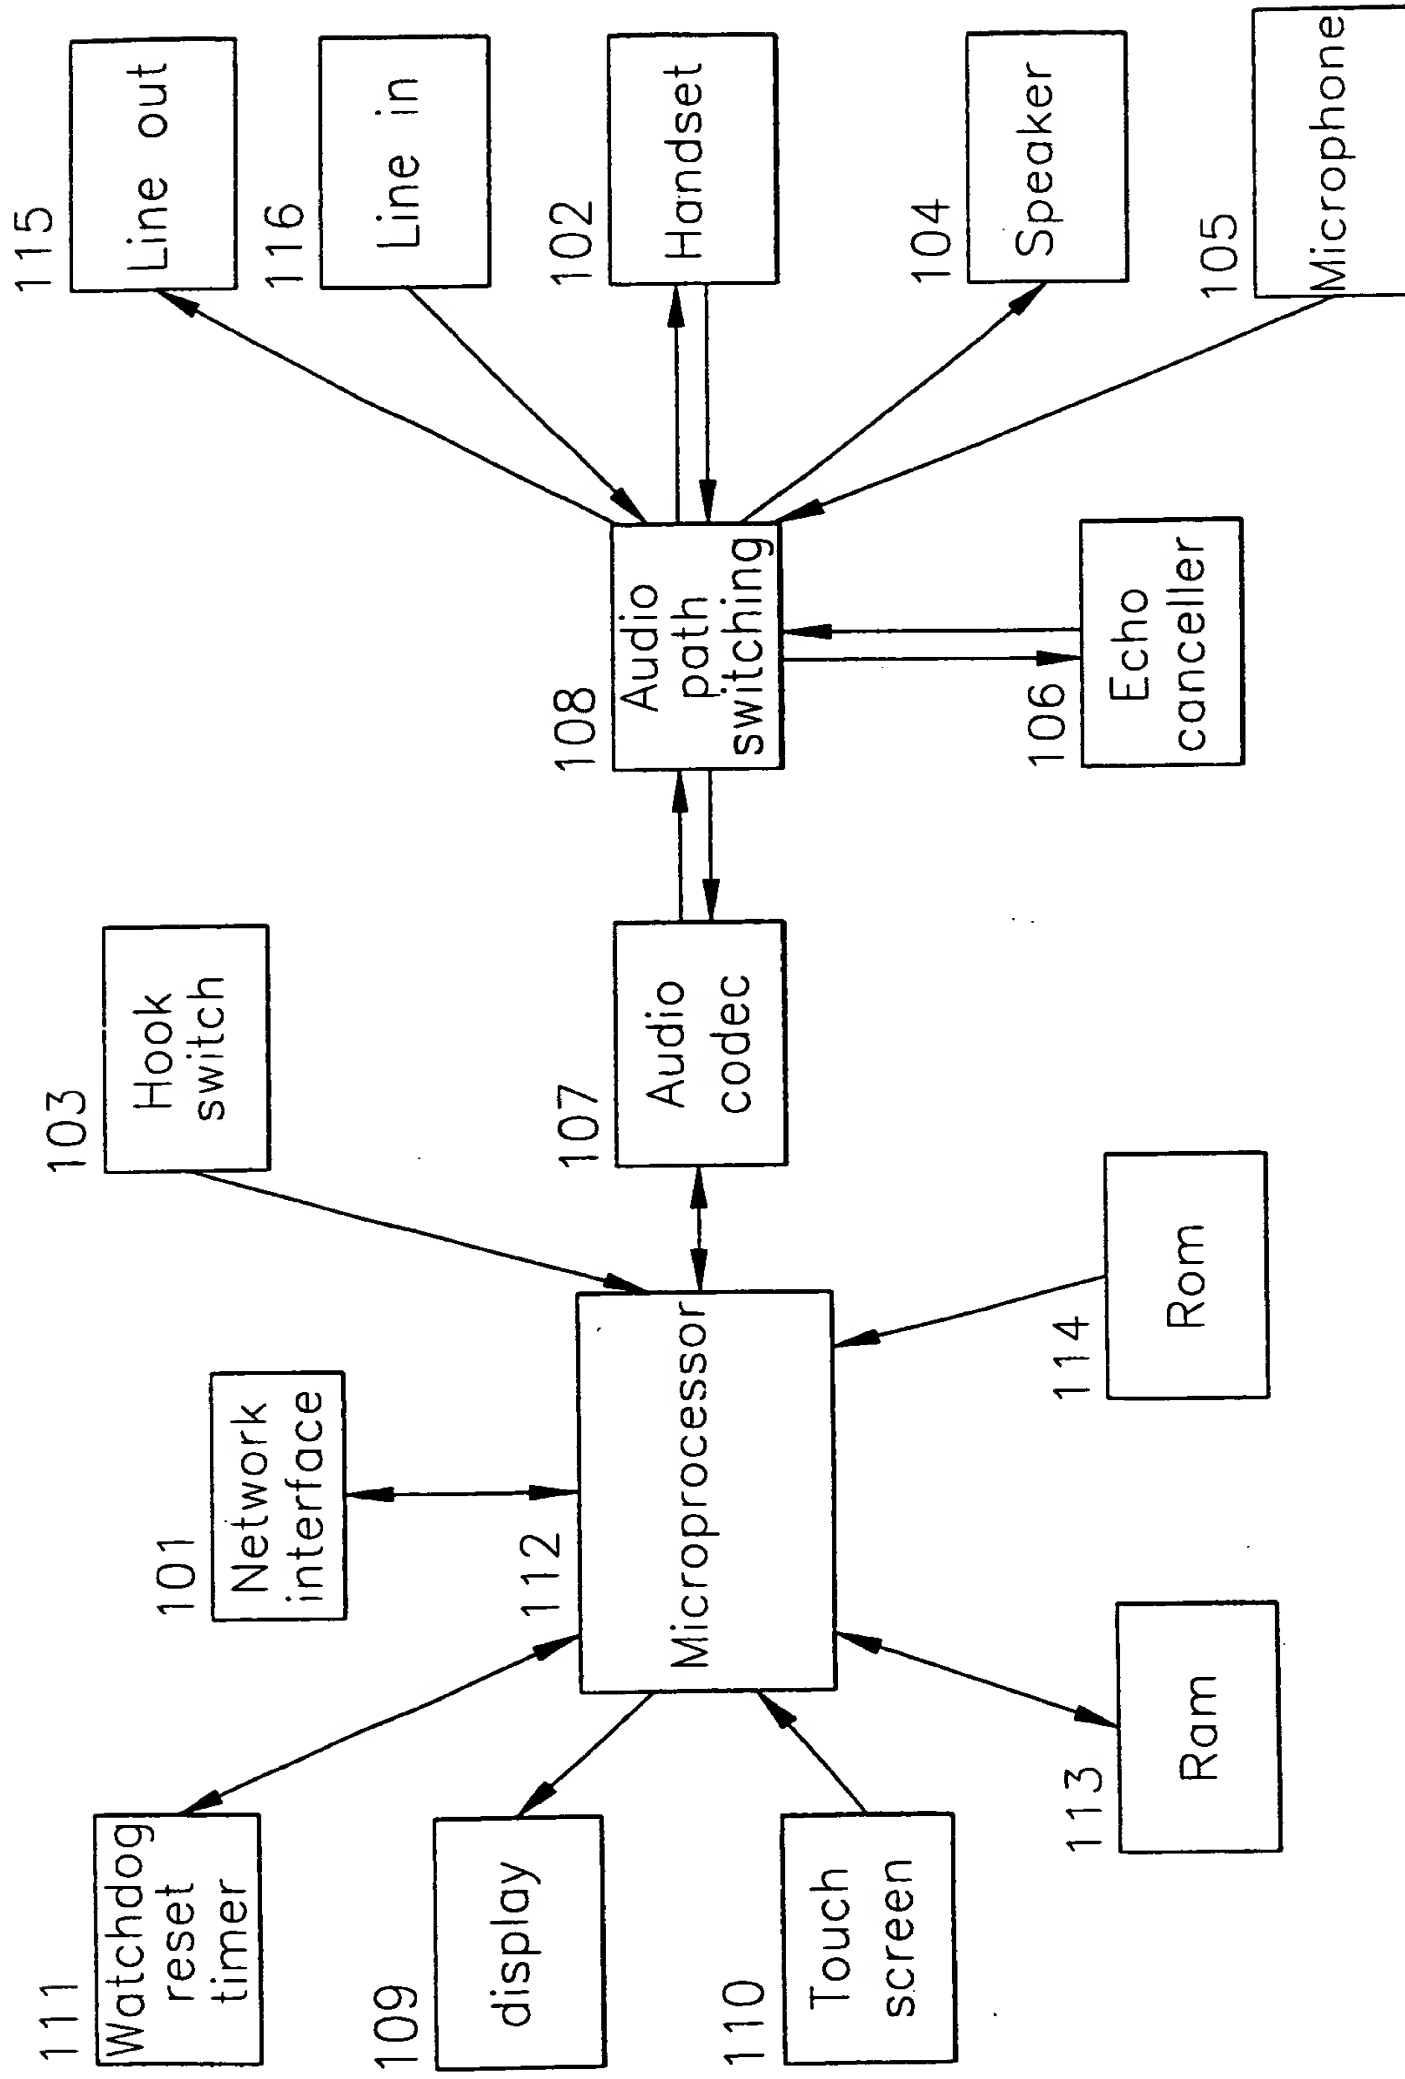 111
Watchdog
reset
timer
101
Network
interface
103
Hook
switch
115
Line out
116
Line in
109
display
112
Microprocessor
107
Audio
codec
108
Audio
path
switching
102
Handset
110
Touch
screen
104
Speaker
113
Ram
114
Rom
106
Echo
canceller
105
Microphone